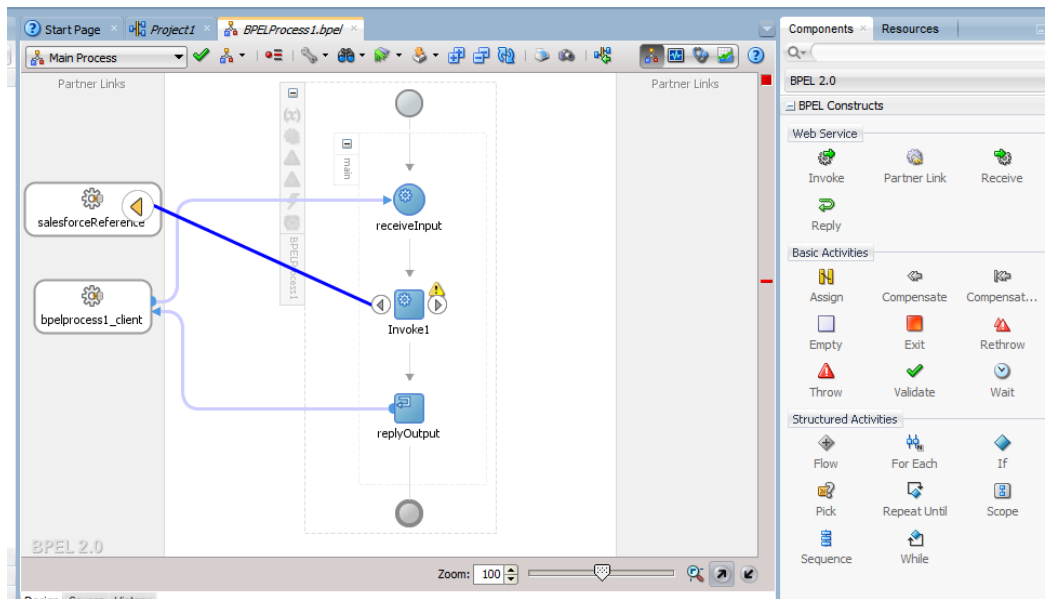 Start Page
Project1
BPELProcess1.bpel
Components
Resources
Main Process
BPEL 2.0
BPEL Constructs
Partner Links
Partner Links
Web Service
Invoke
Partner Link
Receive
Reply
(x)
main
BPELProcess1
salesforceReference
receiveInput
bpelprocess1_client
Invoke1
replyOutput
Basic Activities
Assign
Compensate
Compensat...
Empty
Exit
Rethrow
Throw
Validate
Wait
Structured Activities
Flow
For Each
If
Pick
Repeat Until
Scope
Sequence
While
BPEL 2.0
Zoom: 100
Design Source History